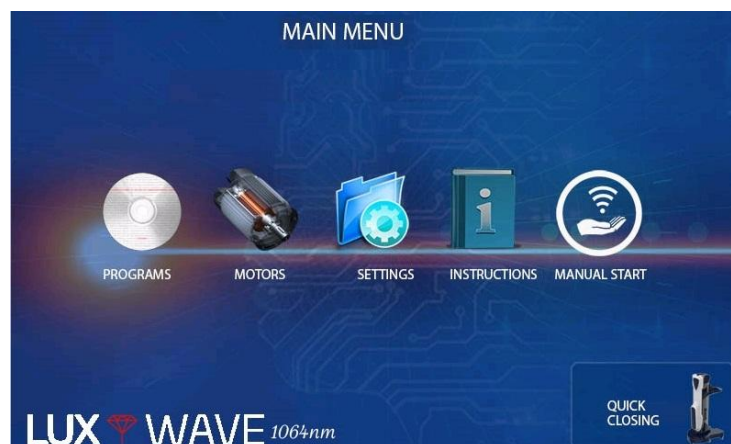 MAIN MENU
PROGRAMS
MOTORS
SETTINGS
INSTRUCTIONS
MANUAL START
QUICK
CLOSING
LUX WAVE 1064nm